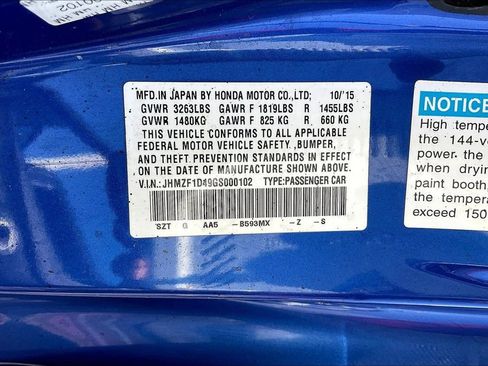 MFD.IN JAPAN BY HONDA MOTOR CO.,LTD; 10/'15
GVWR 3263LBS GAWR F 1819LBS R 1455LBS
GVWR 1480KG GAWR F 825 KG R 660 KG
THIS VEHICLE CONFORMS TO ALL APPLICABLE
FEDERAL MOTOR VEHICLE SAFETY, BUMPER,
AND THEFT PREVENTION STANDARDS IN EFFECT
ON THE DATE OF MANUFACTURE SHOWN ABOVE.
V.I.N.: JHMZF1D49GS000102 TYPE:PASSENGER CAR
SZT G AA5 -B593MX -Z -S
NOTICE
High tempe
the 144-v
power. the
when dryin
paint booth,
temperatur
exceed 150